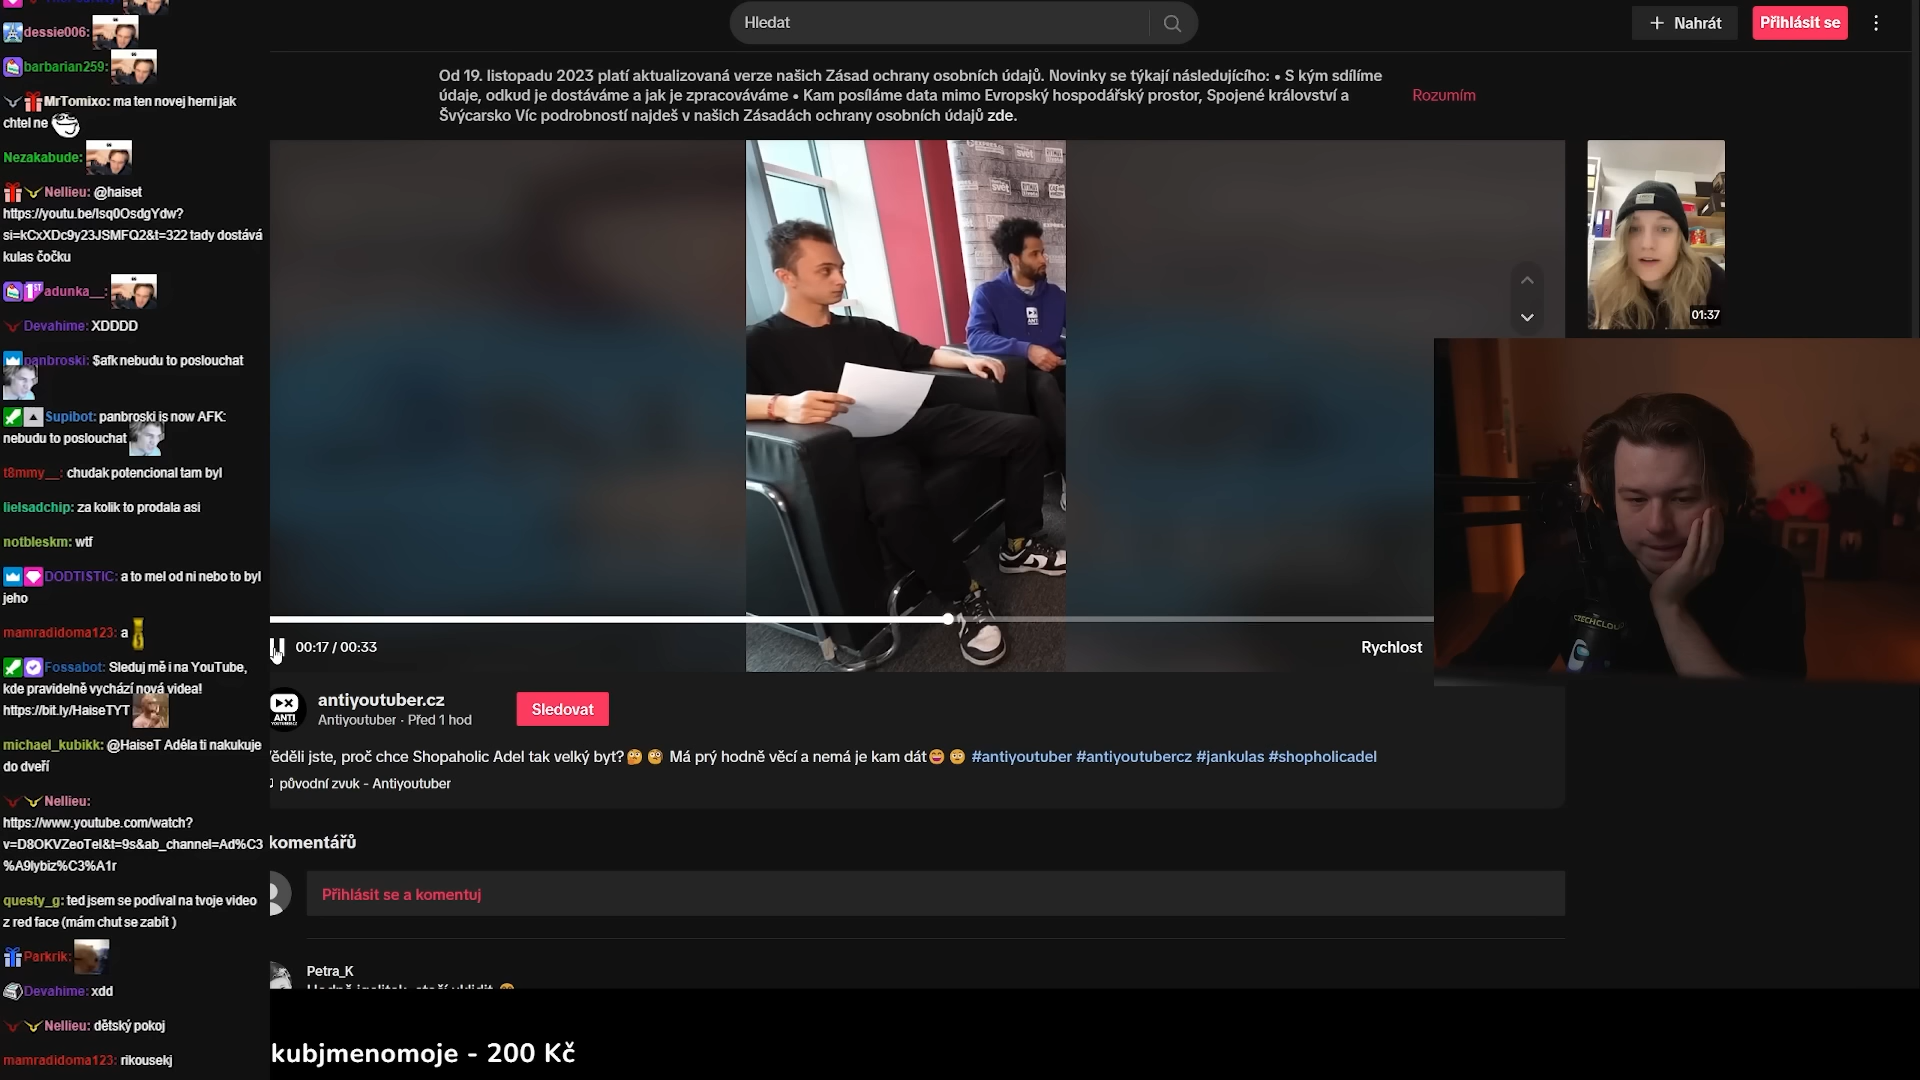 dessie006:
barbarian259:
MrTomixo: ma ten novej herni jak
chtel ne
Nezakabude:
Nellieu: @haiset
https://youtu.be/lsq0OsdgYdw?
si=kCxXDc9y23JSMFQ2&t=322 tady dostává
kulas čočku
adunka__:
Devahime: XDDDD
panbroski: $afk nebudu to poslouchat
Supibot: panbroski is now AFK:
nebudu to poslouchat
t8mmy__: chudak potencional tam byl
lielsadchip: za kolik to prodala asi
notbleskm: wtf
DODTISTIC: a to mel od ni nebo to byl
jeho
mamradidoma123: a
Fossabot: Sleduj mě i na YouTube,
kde pravidelně vychází nová videa!
https://bit.ly/HaiseTYT
michael_kubikk: @HaiseT Adéla ti nakukuje
do dveří
Nellieu:
https://www.youtube.com/watch?
v=D8OKVZeoTeI&t=9s&ab_channel=Ad%C3
%A9lybiz%C3%A1r
questy_g: ted jsem se podíval na tvoje video
z red face (mám chut se zabít )
Parkrik:
Devahime: xdd
Nellieu: dětský pokoj
mamradidoma123: rikousekj
Hledat
Nahrát
Přihlásit se
Od 19. listopadu 2023 platí aktualizovaná verze našich Zásad ochrany osobních údajů. Novinky se týkají následujícího: • S kým sdílíme
údaje, odkud je dostáváme a jak je zpracováváme • Kam posíláme data mimo Evropský hospodářský prostor, Spojené království a
Švýcarsko Víc podrobností najdeš v našich Zásadách ochrany osobních údajů zde.
Rozumím
01:37
00:17 / 00:33
Rychlost
CZECHCLOUD
ANTI
antiyoutuber.cz
Antiyoutuber · Před 1 hod
Sledovat
ěděli jste, proč chce Shopaholic Adel tak velký byt?🤔 🧐 Má prý hodně věcí a nemá je kam dát😄 😳 #antiyoutuber #antiyoutubercz #jankulas #shopholicadel
původní zvuk - Antiyoutuber
komentářů
Přihlásit se a komentuj
Petra_K
kubjmenomoje - 200 Kč